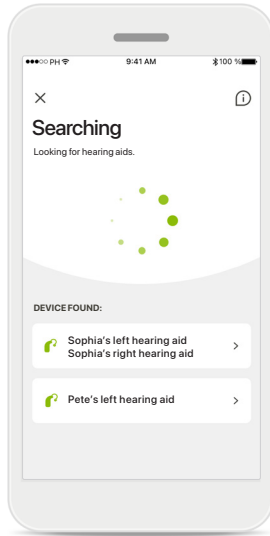 ●●●○○ PH 9:41 AM 100 %
Searching
Looking for hearing aids.
DEVICE FOUND:
Sophia's left hearing aid
Sophia's right hearing aid
Pete's left hearing aid